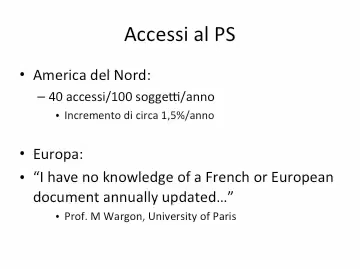 Accessi al PS
• America del Nord:
– 40 accessi/100 soggetti/anno
• Incremento di circa 1,5%/anno
• Europa:
• “I have no knowledge of a French or European
document annually updated…”
• Prof. M Wargon, University of Paris